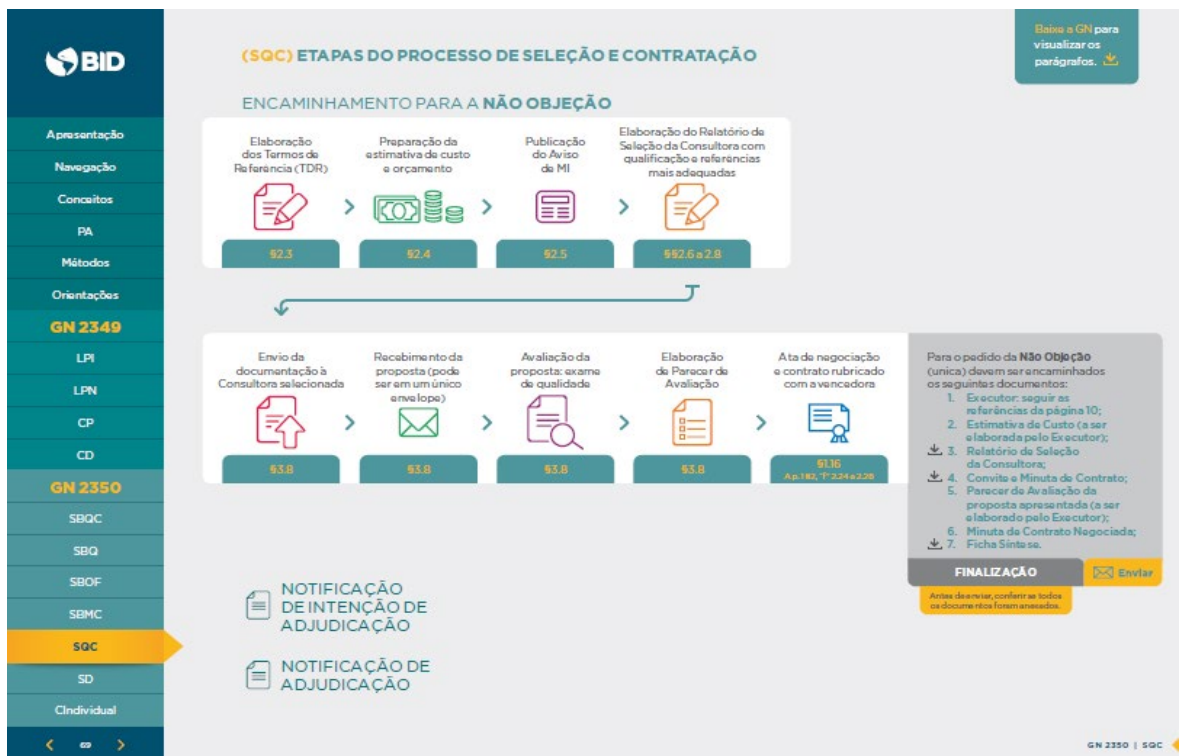 BID
Apresentação
Navegação
Conceitos
PA
Métodos
Orientações
GN 2349
LPI
LPN
CP
CD
GN 2350
SBQC
SBQ
SBOF
SBMC
SQC
SD
CIndividual
(SQC) ETAPAS DO PROCESSO DE SELEÇÃO E CONTRATAÇÃO
Baixe a GN para
visualizar os
parágrafos.
ENCAMINHAMENTO PARA A NÃO OBJEÇÃO
Elaboração
dos Termos de
Referência (TDR)
§2.3
Preparação da
estimativa de custo
e orçamento
§2.4
Publicação
do Aviso
de MI
§2.5
Elaboração do Relatório de
Seleção da Consultora com
qualificação e referências
mais adequadas
§§2.6 a 2.8
Envio da
documentação à
Consultora selecionada
§3.8
Recebimento da
proposta (pode
ser em um único
envelope)
§3.8
Avaliação da
proposta: exame
de qualidade
§3.8
Elaboração
de Parecer de
Avaliação
§3.8
Ata de negociação
e contrato rubricado
com a vencedora
§1.16
Para o pedido da Não Objeção
(unica) devem ser encaminhados
os seguintes documentos:
1. Executor: seguir as
referências da página 10;
2. Estimativa de Custo (a ser
elaborada pelo Executor);
3. Relatório de Seleção
da Consultora;
4. Convite e Minuta de Contrato;
5. Parecer de Avaliação da
proposta apresentada (a ser
elaborado pelo Executor);
6. Minuta de Contrato Negociada;
7. Ficha Síntese.
FINALIZAÇÃO
Enviar
Antes de enviar, conferir se todos
os documentos foram anexados.
NOTIFICAÇÃO
DE INTENÇÃO DE
ADJUDICAÇÃO
NOTIFICAÇÃO DE
ADJUDICAÇÃO
GN 2350 | SQC